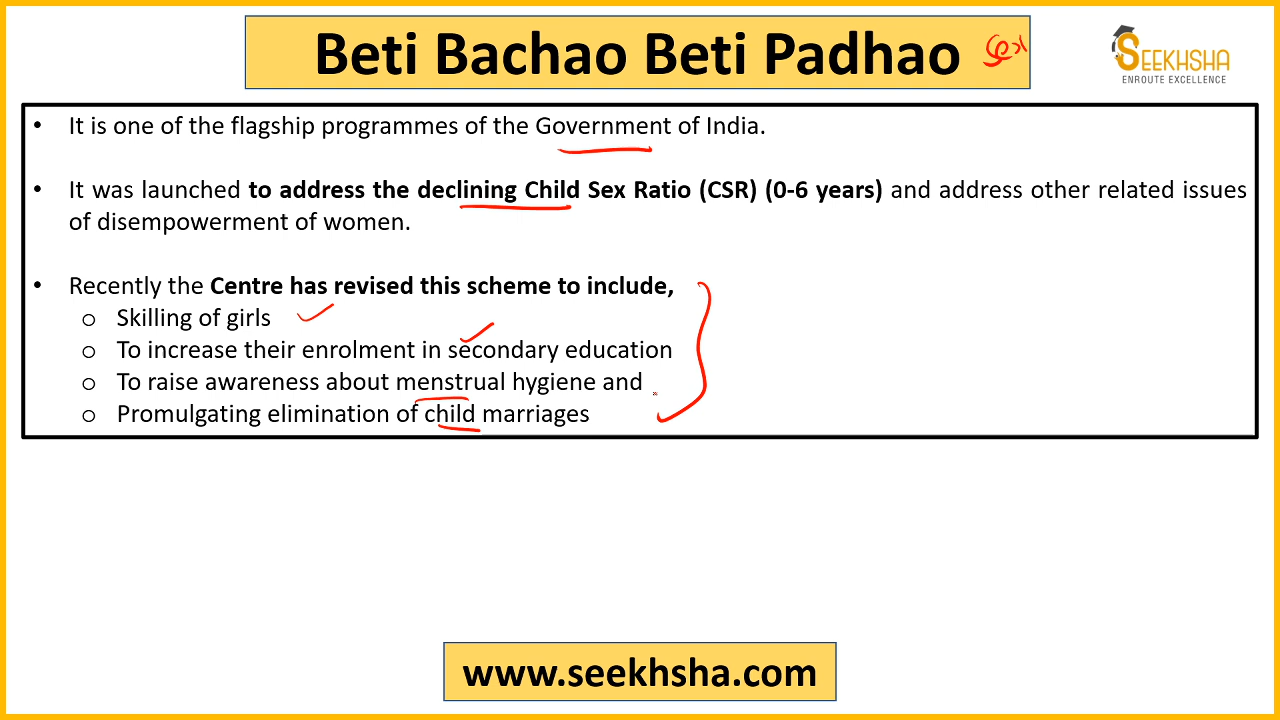 Beti Bachao Beti Padhao
SEEKHSHA
ENROUTE EXCELLENCE
• It is one of the flagship programmes of the Government of India.
• It was launched to address the declining Child Sex Ratio (CSR) (0-6 years) and address other related issues
of disempowerment of women.
• Recently the Centre has revised this scheme to include,
o Skilling of girls
o To increase their enrolment in secondary education
o To raise awareness about menstrual hygiene and
o Promulgating elimination of child marriages
www.seekhsha.com